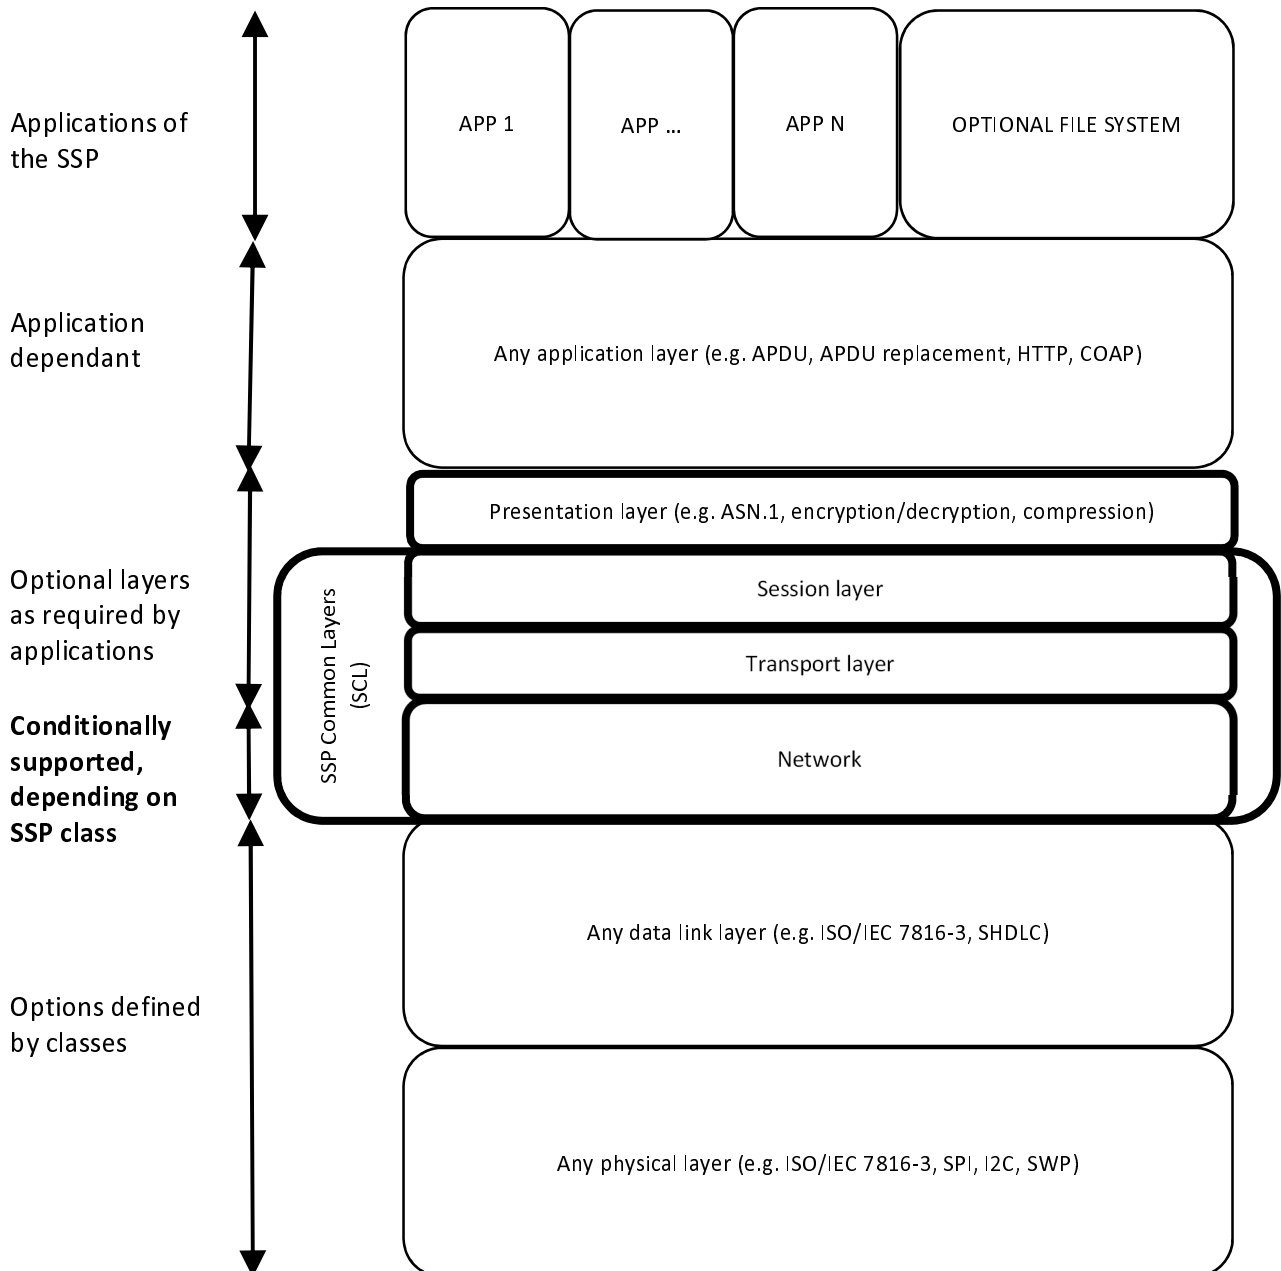 Applications of
the SSP
APP 1
APP ...
APP N
OPTIONAL FILE SYSTEM
Application
dependant
Any application layer (e.g. APDU, APDU replacement, HTTP, COAP)
Presentation layer (e.g. ASN.1, encryption/decryption, compression)
Optional layers
as required by
applications
SSP Common Layers
(SCL)
Session layer
Transport layer
Conditionally
supported,
depending on
SSP class
Network
Any data link layer (e.g. ISO/IEC 7816-3, SHDLC)
Options defined
by classes
Any physical layer (e.g. ISO/IEC 7816-3, SPI, I2C, SWP)